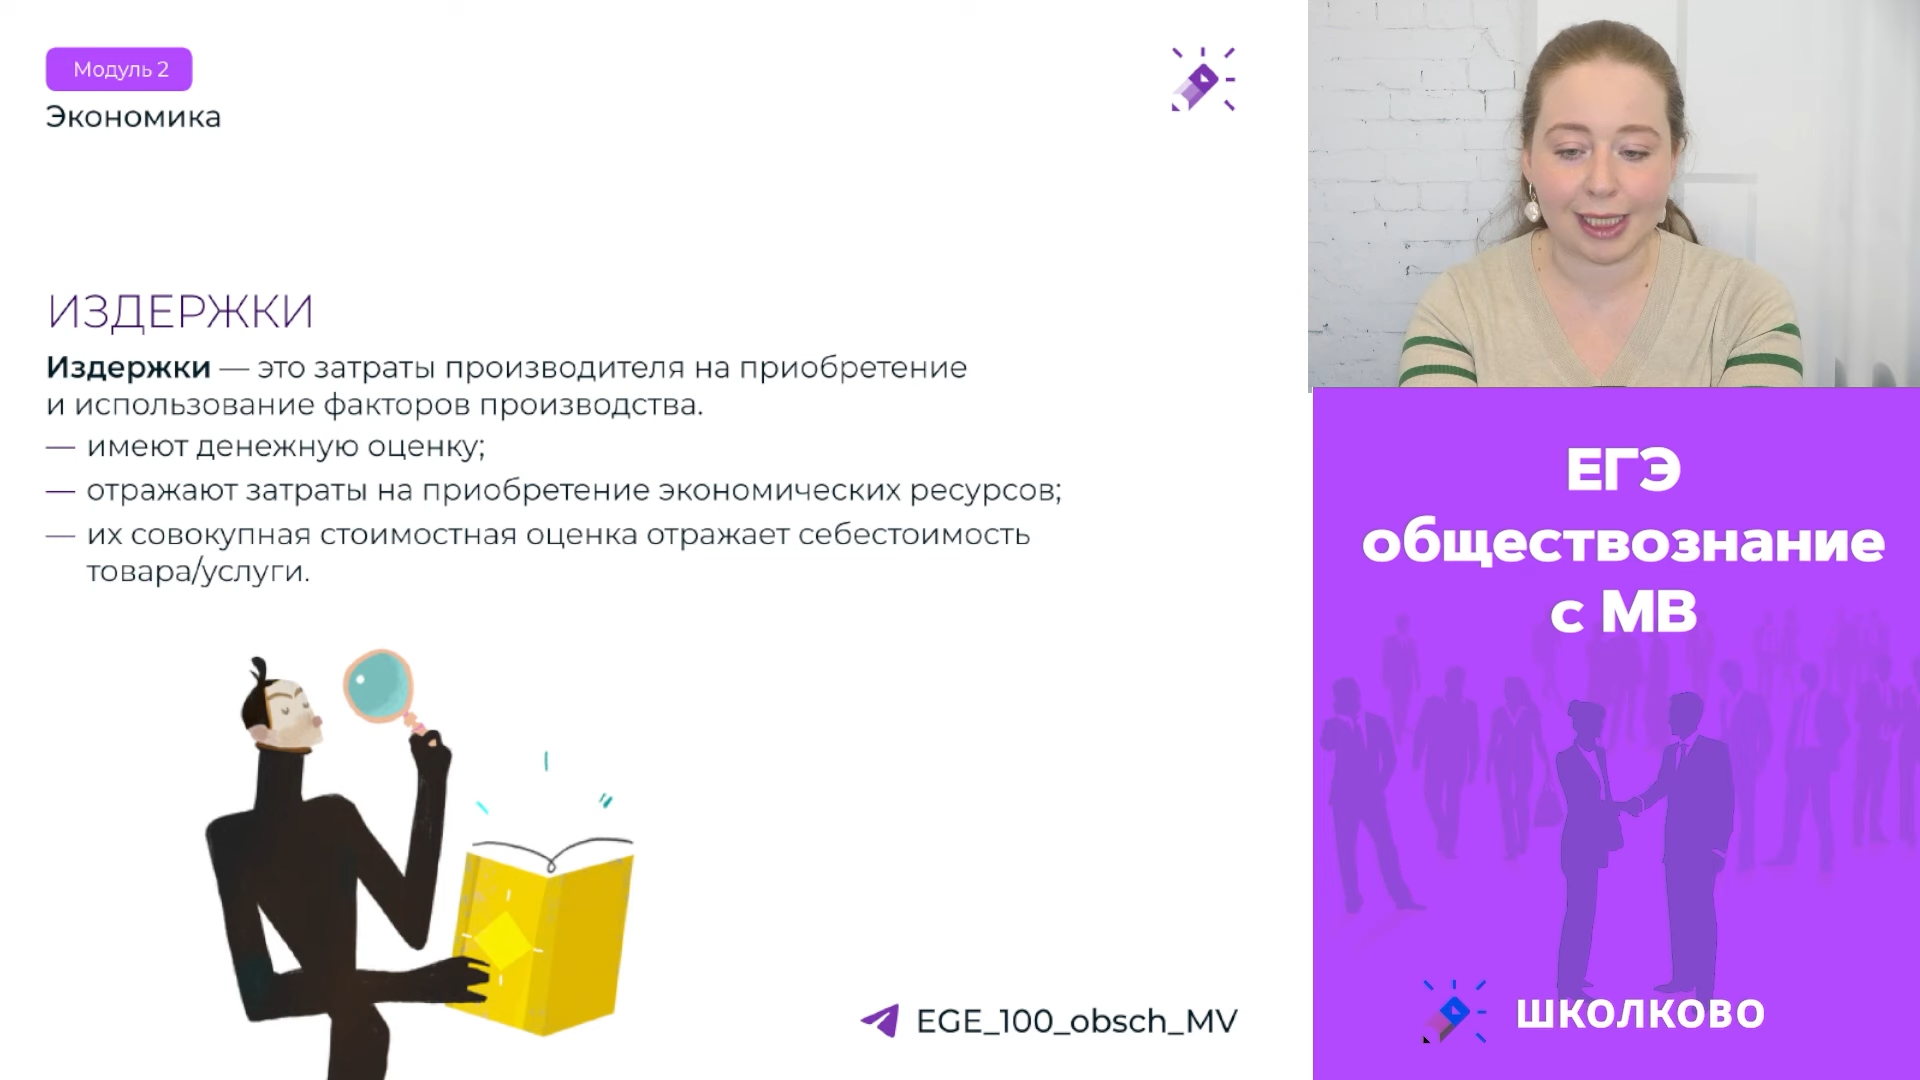 Модуль 2
Экономика
ИЗДЕРЖКИ
Издержки — это затраты производителя на приобретение
и использование факторов производства.
— имеют денежную оценку;
— отражают затраты на приобретение экономических ресурсов;
— их совокупная стоимостная оценка отражает себестоимость
товара/услуги.
EGE_100_obsch_MV
ЕГЭ
обществознание
с МВ
ШКОЛКОВО